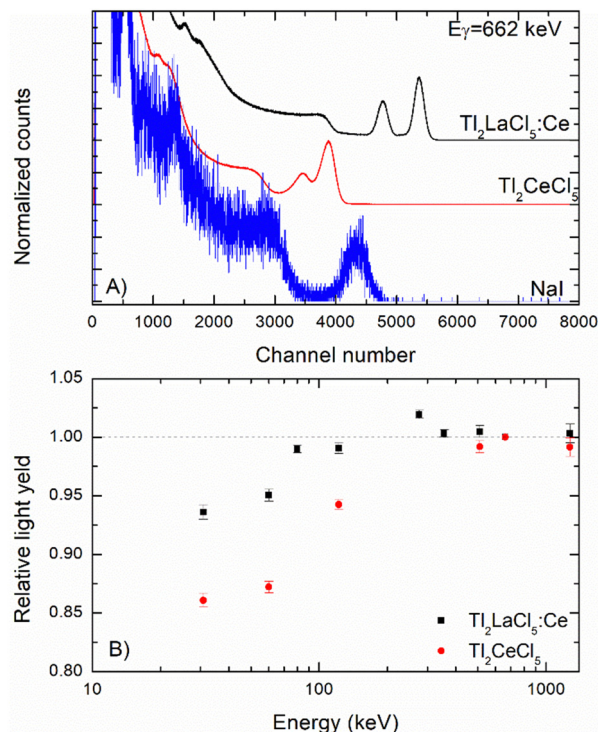 Eγ=662 keV
Tl₂LaCl₅:Ce
Tl₂CeCl₅
NaI
A)
Normalized counts
0 1000 2000 3000 4000 5000 6000 7000 8000
Channel number
1.05
1.00
0.95
0.90
0.85
0.80
Relative light yeld
B)
Tl₂LaCl₅:Ce
Tl₂CeCl₅
10 100 1000
Energy (keV)